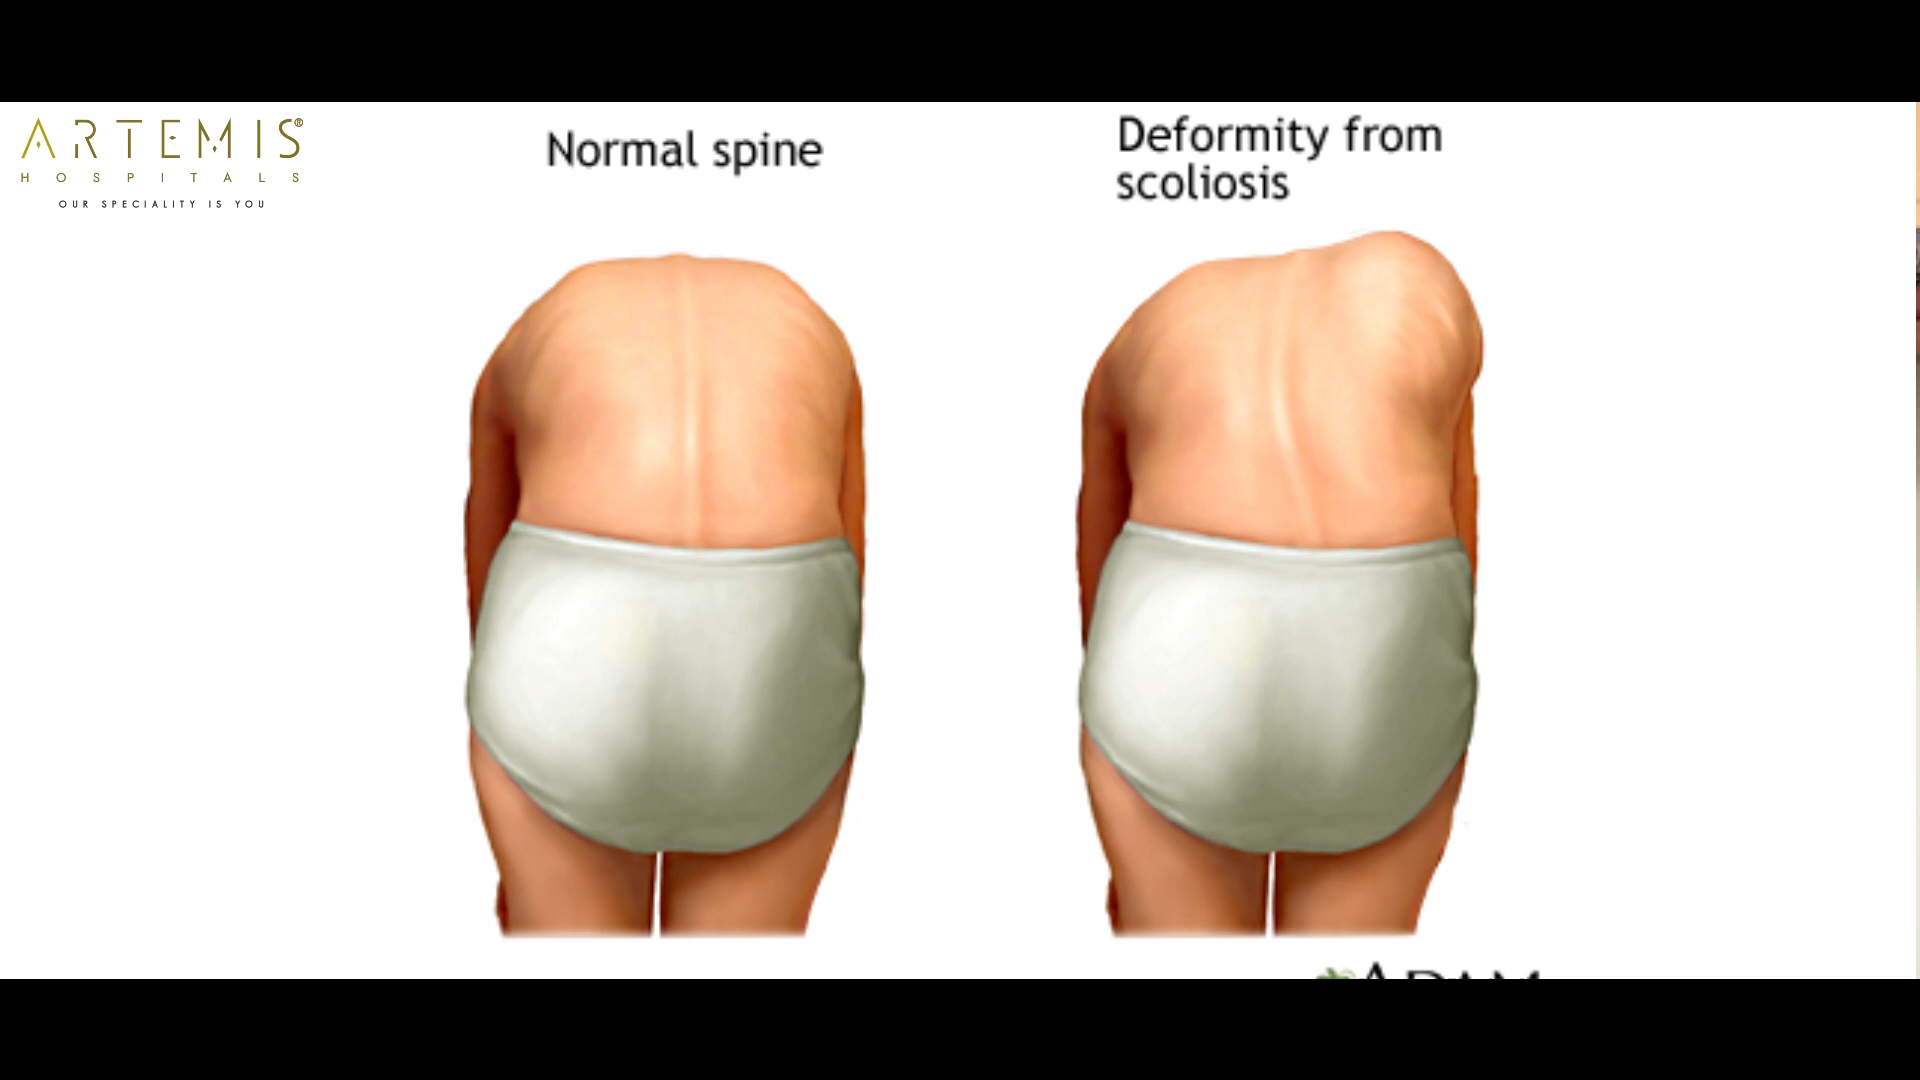 ARTEMIS®
HOSPITALS
OUR SPECIALITY IS YOU
Normal spine
Deformity from
scoliosis